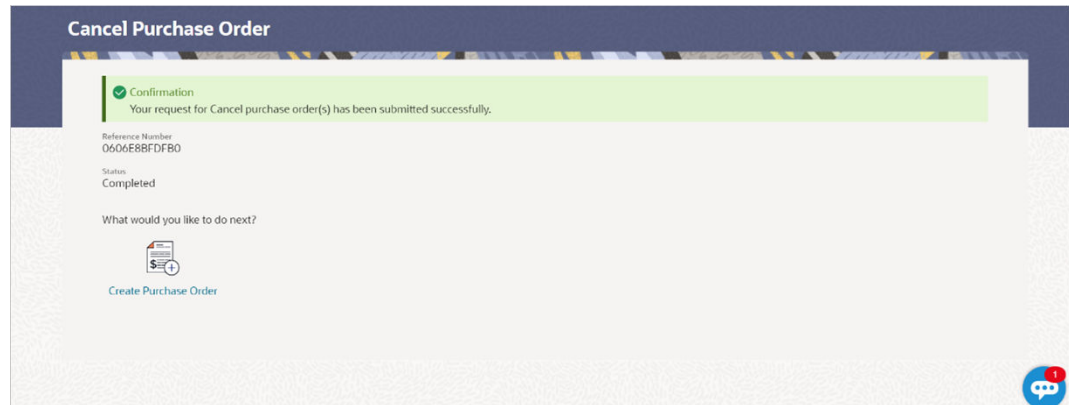 Cancel Purchase Order
Confirmation
Your request for Cancel purchase order(s) has been submitted successfully.
Reference Number
0606E8BFDFB0
Status
Completed
What would you like to do next?
$
Create Purchase Order
1